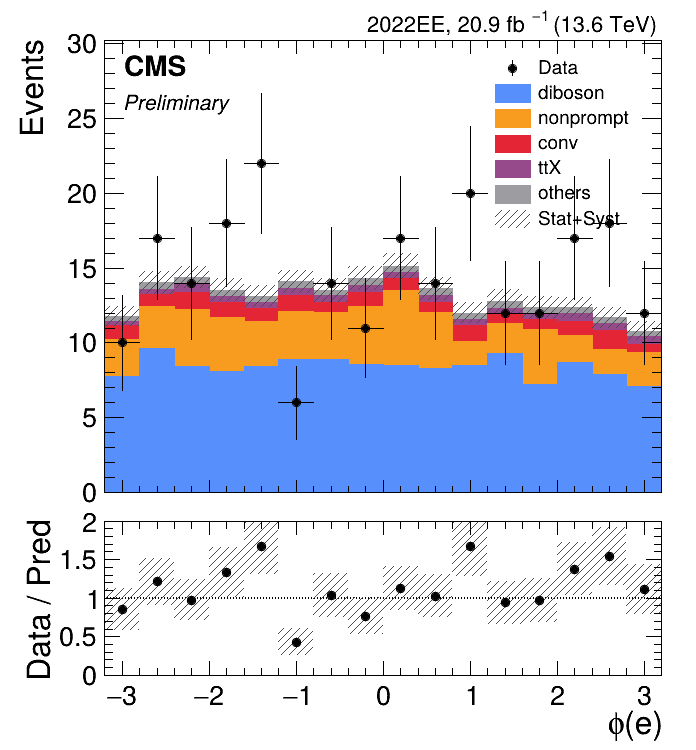 2022EE, 20.9 fb⁻¹ (13.6 TeV)
Events
30
25
20
15
10
5
0
CMS
Preliminary
Data
diboson
nonprompt
conv
ttX
others
Stat+Syst
Data / Pred
2
1.5
1
0.5
0
−3 −2 −1 0 1 2 3
ϕ(e)